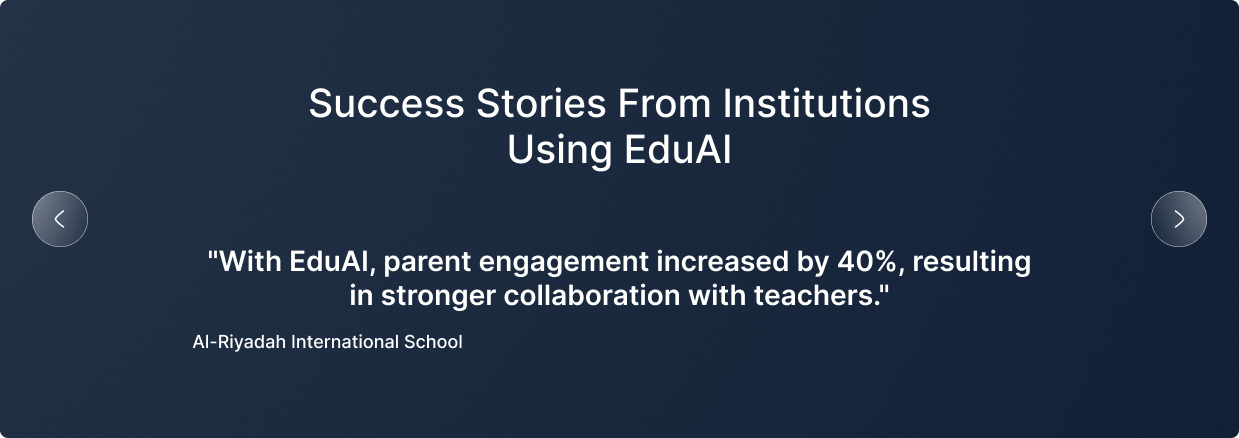 Success Stories From Institutions
Using EduAI
"With EduAI, parent engagement increased by 40%, resulting
in stronger collaboration with teachers."
Al-Riyadah International School